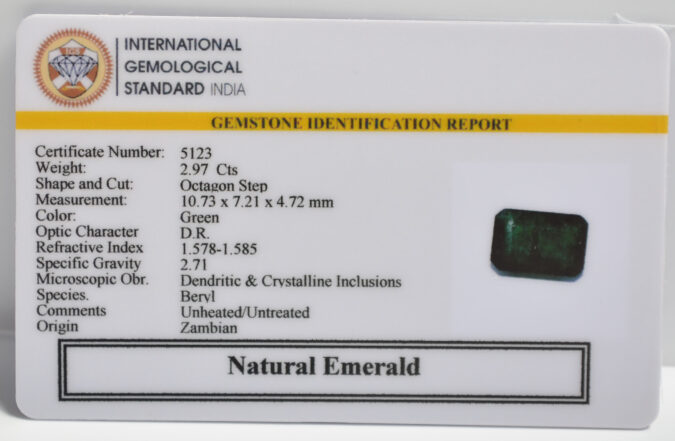 IGS
INTERNATIONAL
GEMOLOGICAL
STANDARD INDIA
GEMSTONE IDENTIFICATION REPORT
Certificate Number: 5123
Weight: 2.97 Cts
Shape and Cut: Octagon Step
Measurement: 10.73 x 7.21 x 4.72 mm
Color: Green
Optic Character D.R.
Refractive Index 1.578-1.585
Specific Gravity 2.71
Microscopic Obr. Dendritic & Crystalline Inclusions
Species. Beryl
Comments Unheated/Untreated
Origin Zambian
Natural Emerald